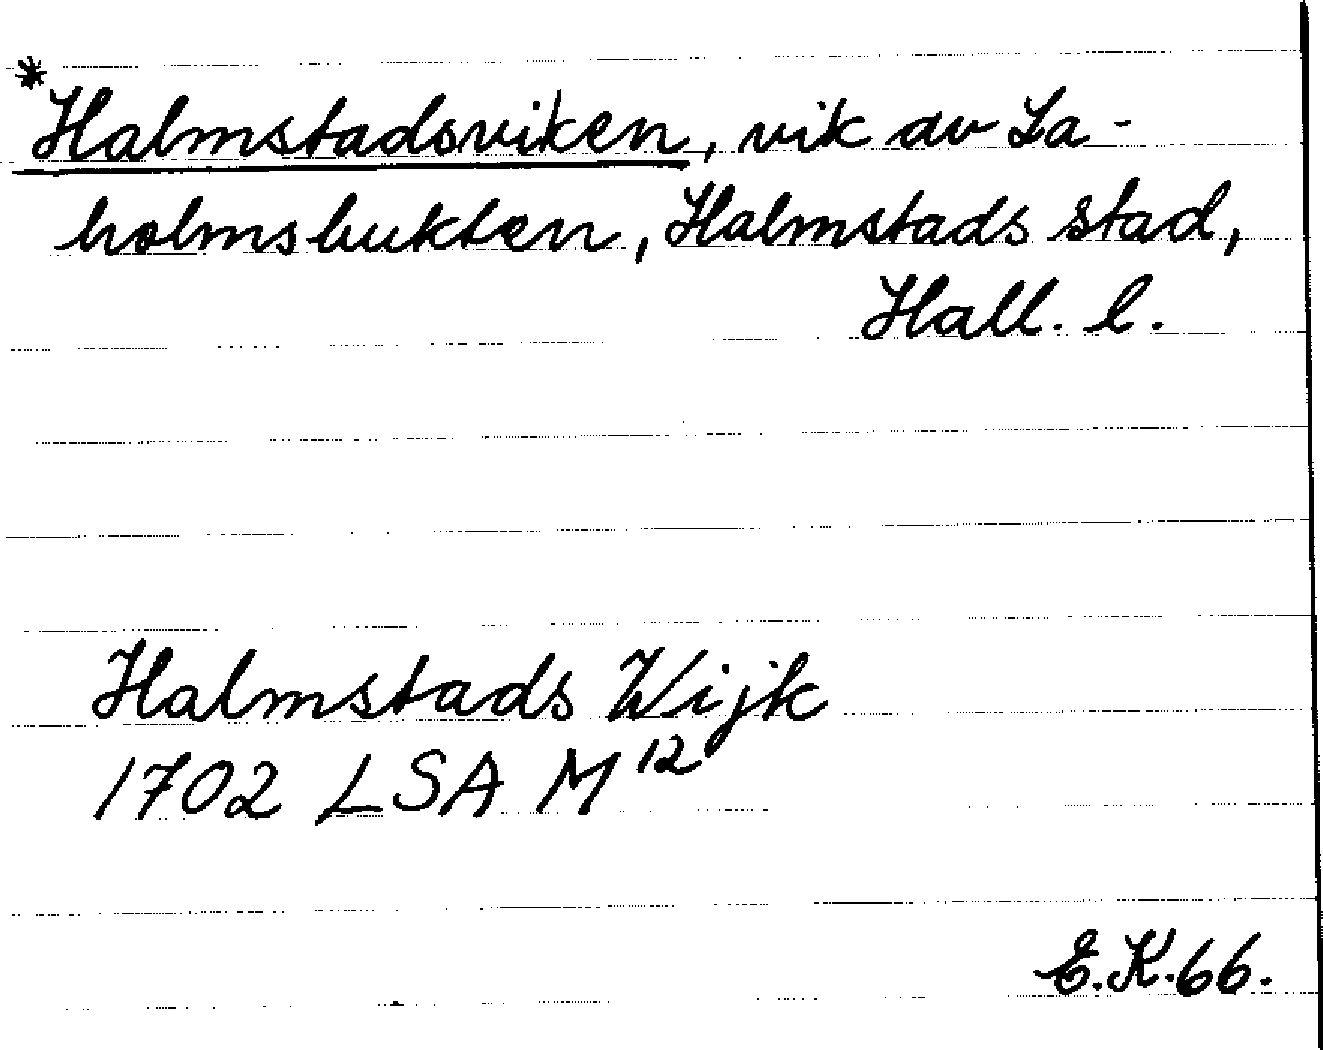 *Halmstadsviken, vik av La-
holmsbukten, Halmstads stad,
Hall. l.
Halmstads Wijk
1702 LSA M12
E.K.66.